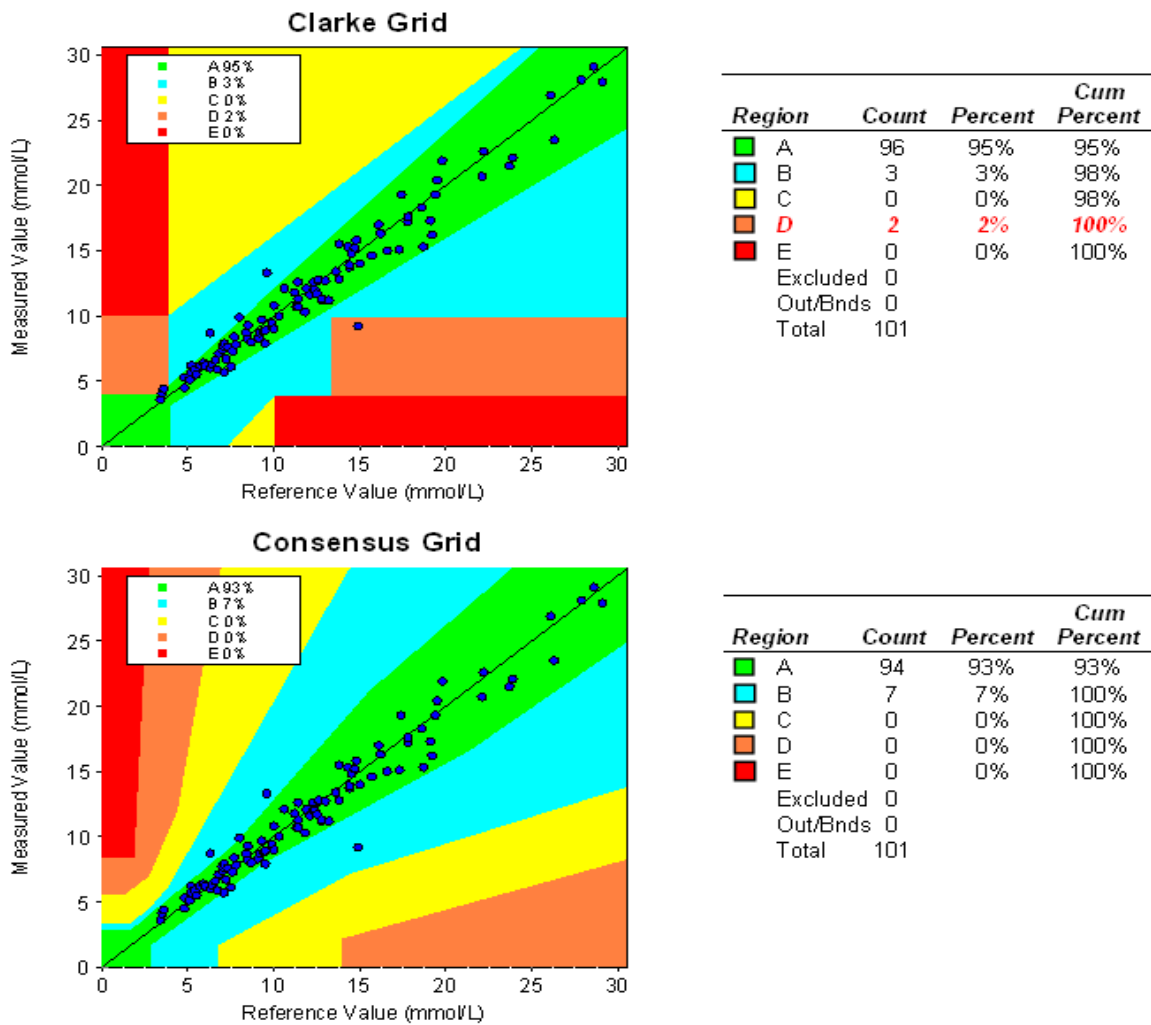 Clarke Grid
Measured Value (mmol/L)
30
25
20
15
10
5
0
A 95%
B 3%
C 0%
D 2%
E 0%
0 5 10 15 20 25 30
Reference Value (mmol/L)
Cum
Region Count Percent Percent
A 96 95% 95%
B 3 3% 98%
C 0 0% 98%
D 2 2% 100%
E 0 0% 100%
Excluded 0
Out/Bnds 0
Total 101
Consensus Grid
Measured Value (mmol/L)
30
25
20
15
10
5
0
A 93%
B 7%
C 0%
D 0%
E 0%
0 5 10 15 20 25 30
Reference Value (mmol/L)
Cum
Region Count Percent Percent
A 94 93% 93%
B 7 7% 100%
C 0 0% 100%
D 0 0% 100%
E 0 0% 100%
Excluded 0
Out/Bnds 0
Total 101